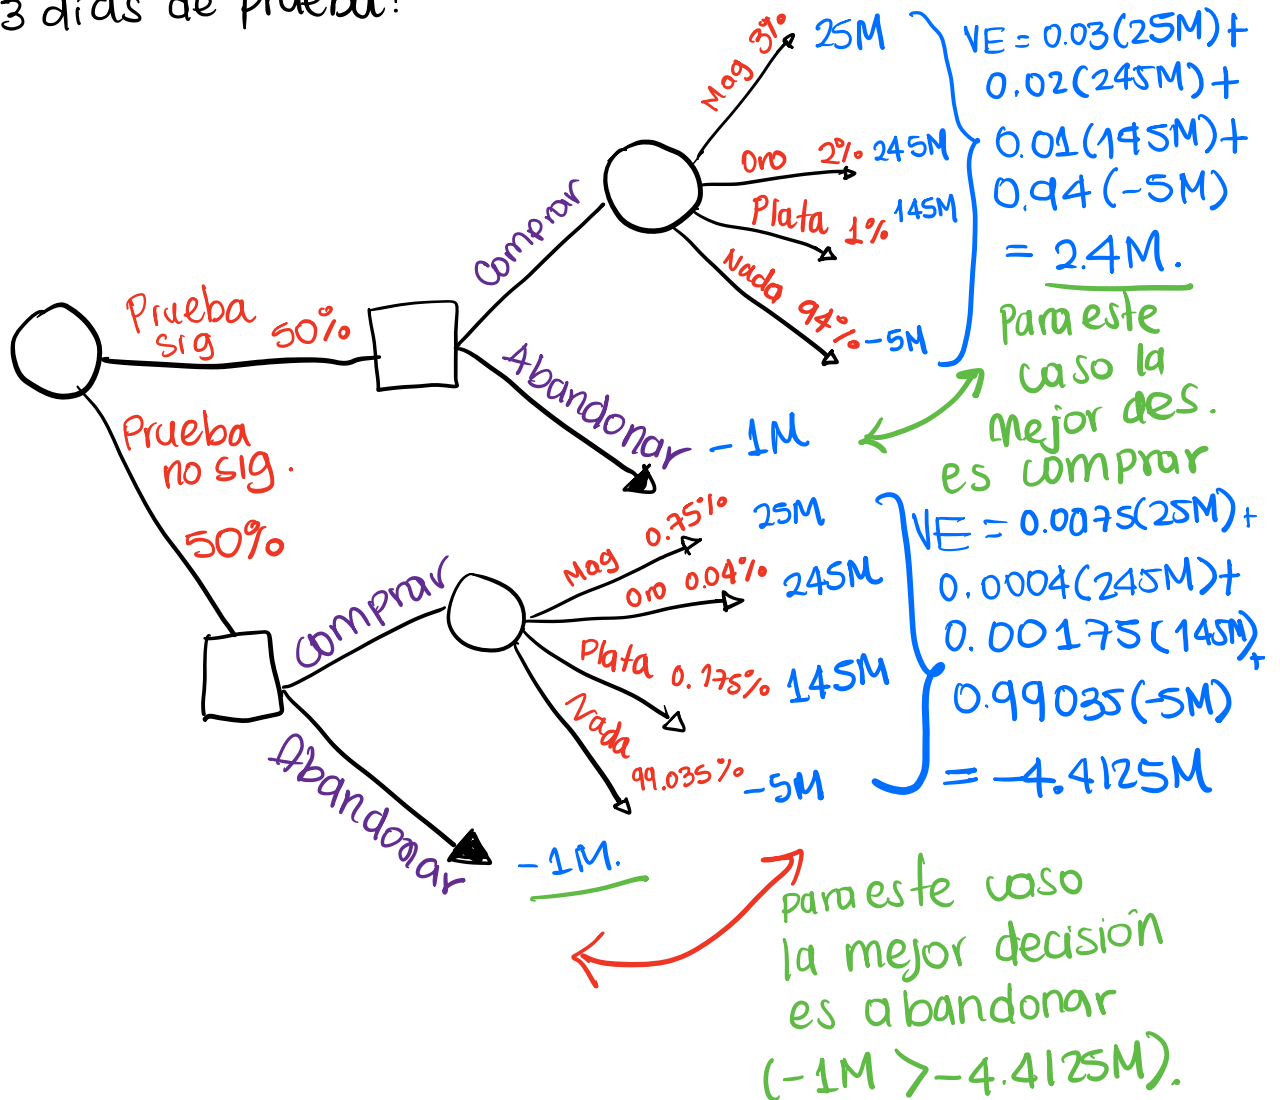 3 días de prueba?
Mag 3% 25M
Oro 2% 245M
Plata 1% 145M
Nada 94% -5M
VE = 0.03(25M)+
0.02(245M)+
0.01(145M)+
0.94(-5M)
= 2.4M.
Para este
caso la
mejor des.
es comprar
Comprar
Prueba
sig 50%
Abandonar -1M
Prueba
no sig.
50%
Comprar
Mag 0.75% 25M
Oro 0.04% 245M
Plata 0.175% 145M
Nada
99.035% -5M
VE = 0.0075(25M)+
0.0004(245M)+
0.00175(145M)+
0.99035(-5M)
= -4.4125M
Abandonar
-1M.
para este caso
la mejor decisión
es abandonar
(-1M > -4.4125M).